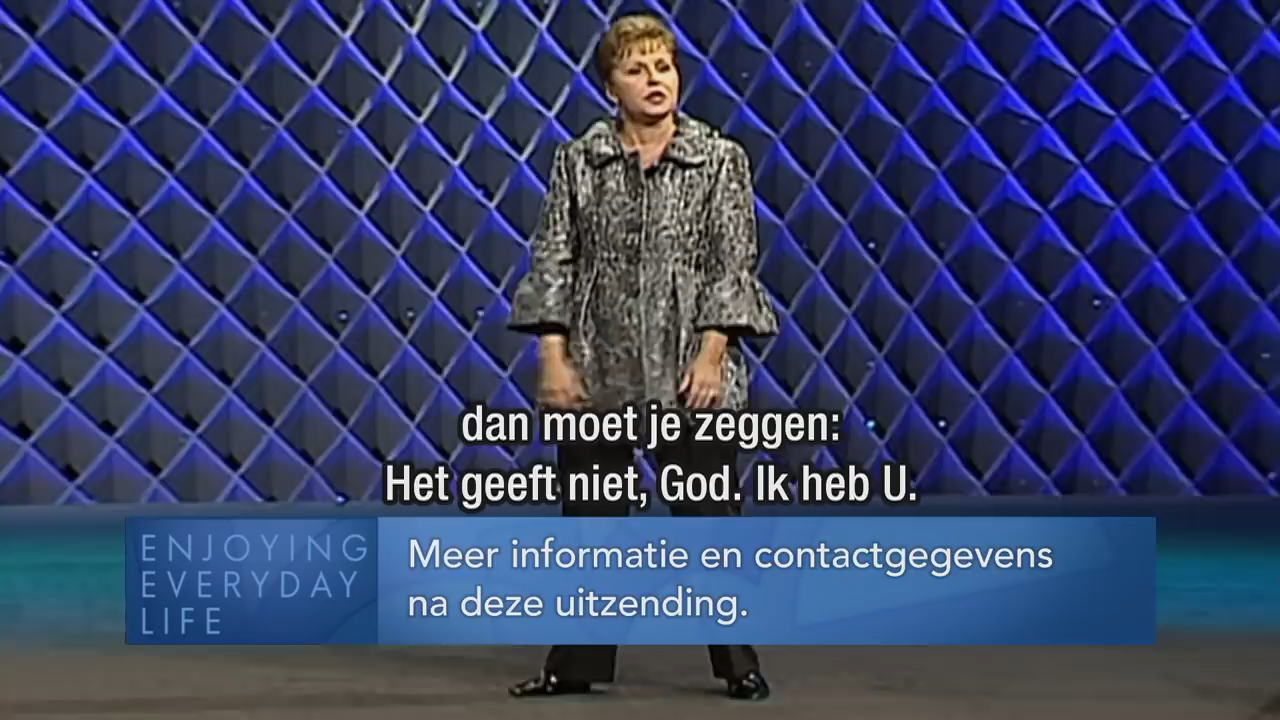 dan moet je zeggen:
Het geeft niet, God. Ik heb U.
ENJOYING
EVERYDAY
LIFE
Meer informatie en contactgegevens
na deze uitzending.